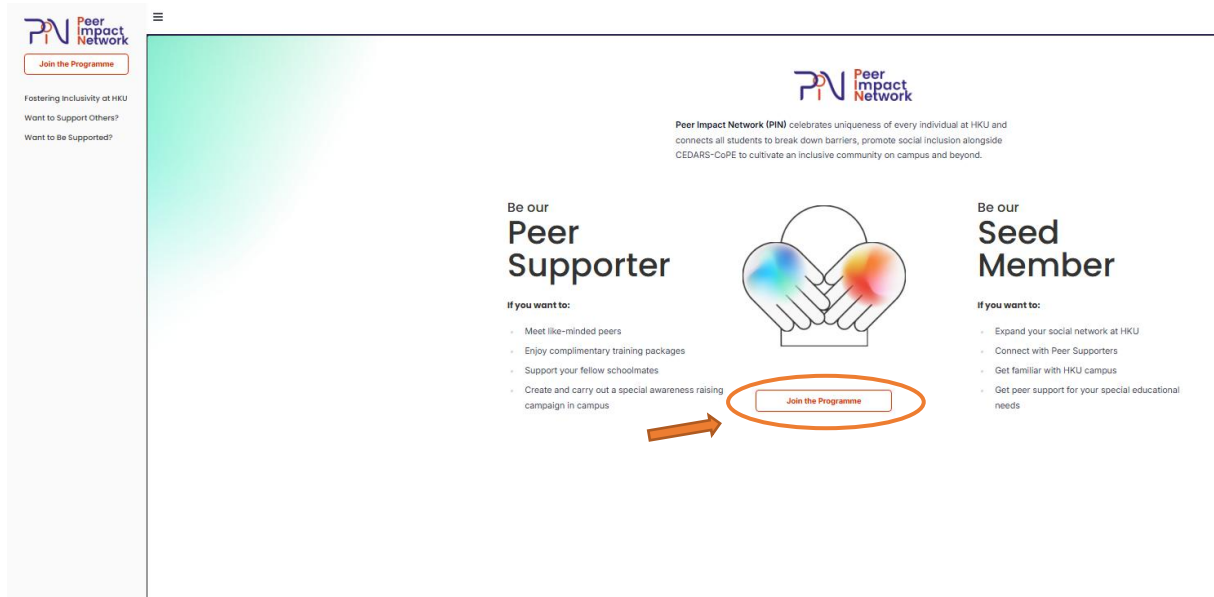 Peer
Impact
Network
PiN
Join the Programme
Fostering Inclusivity at HKU
Want to Support Others?
Want to Be Supported?
PiN
Peer
Impact
Network
Peer Impact Network (PIN) celebrates uniqueness of every individual at HKU and
connects all students to break down barriers, promote social inclusion alongside
CEDARS-CoPE to cultivate an inclusive community on campus and beyond.
Be our
Peer
Supporter
If you want to:
Meet like-minded peers
Enjoy complimentary training packages
Support your fellow schoolmates
Create and carry out a special awareness raising
campaign in campus
Join the Programme
Be our
Seed
Member
If you want to:
Expand your social network at HKU
Connect with Peer Supporters
Get familiar with HKU campus
Get peer support for your special educational
needs